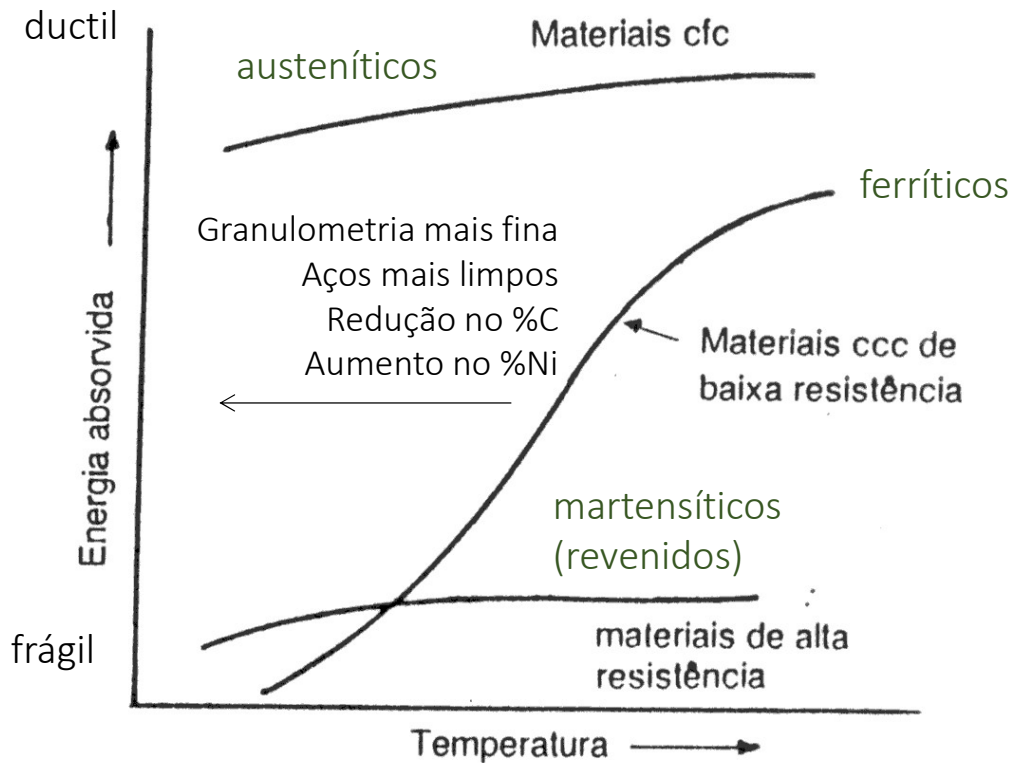 ductil
Materiais cfc
austeníticos
ferríticos
Granulometria mais fina
Aços mais limpos
Redução no %C
Aumento no %Ni
Materiais ccc de
baixa resistência
Energia absorvida
martensíticos
(revenidos)
frágil
materiais de alta
resistência
Temperatura